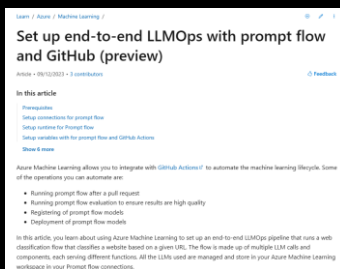 Learn / Azure / Machine Learning /
Set up end-to-end LLMOps with prompt flow
and GitHub (preview)
Article • 09/12/2023 • 3 contributors
Feedback
In this article
Prerequisites
Setup connections for prompt flow
Setup runtime for Prompt flow
Setup variables with for prompt flow and GitHub Actions
Show 6 more
Azure Machine Learning allows you to integrate with GitHub Actions to automate the machine learning lifecycle. Some
of the operations you can automate are:
• Running prompt flow after a pull request
• Running prompt flow evaluation to ensure results are high quality
• Registering of prompt flow models
• Deployment of prompt flow models
In this article, you learn about using Azure Machine Learning to set up an end-to-end LLMOps pipeline that runs a web
classification flow that classifies a website based on a given URL. The flow is made up of multiple LLM calls and
components, each serving different functions. All the LLMs used are managed and store in your Azure Machine Learning
workspace in your Prompt flow connections.